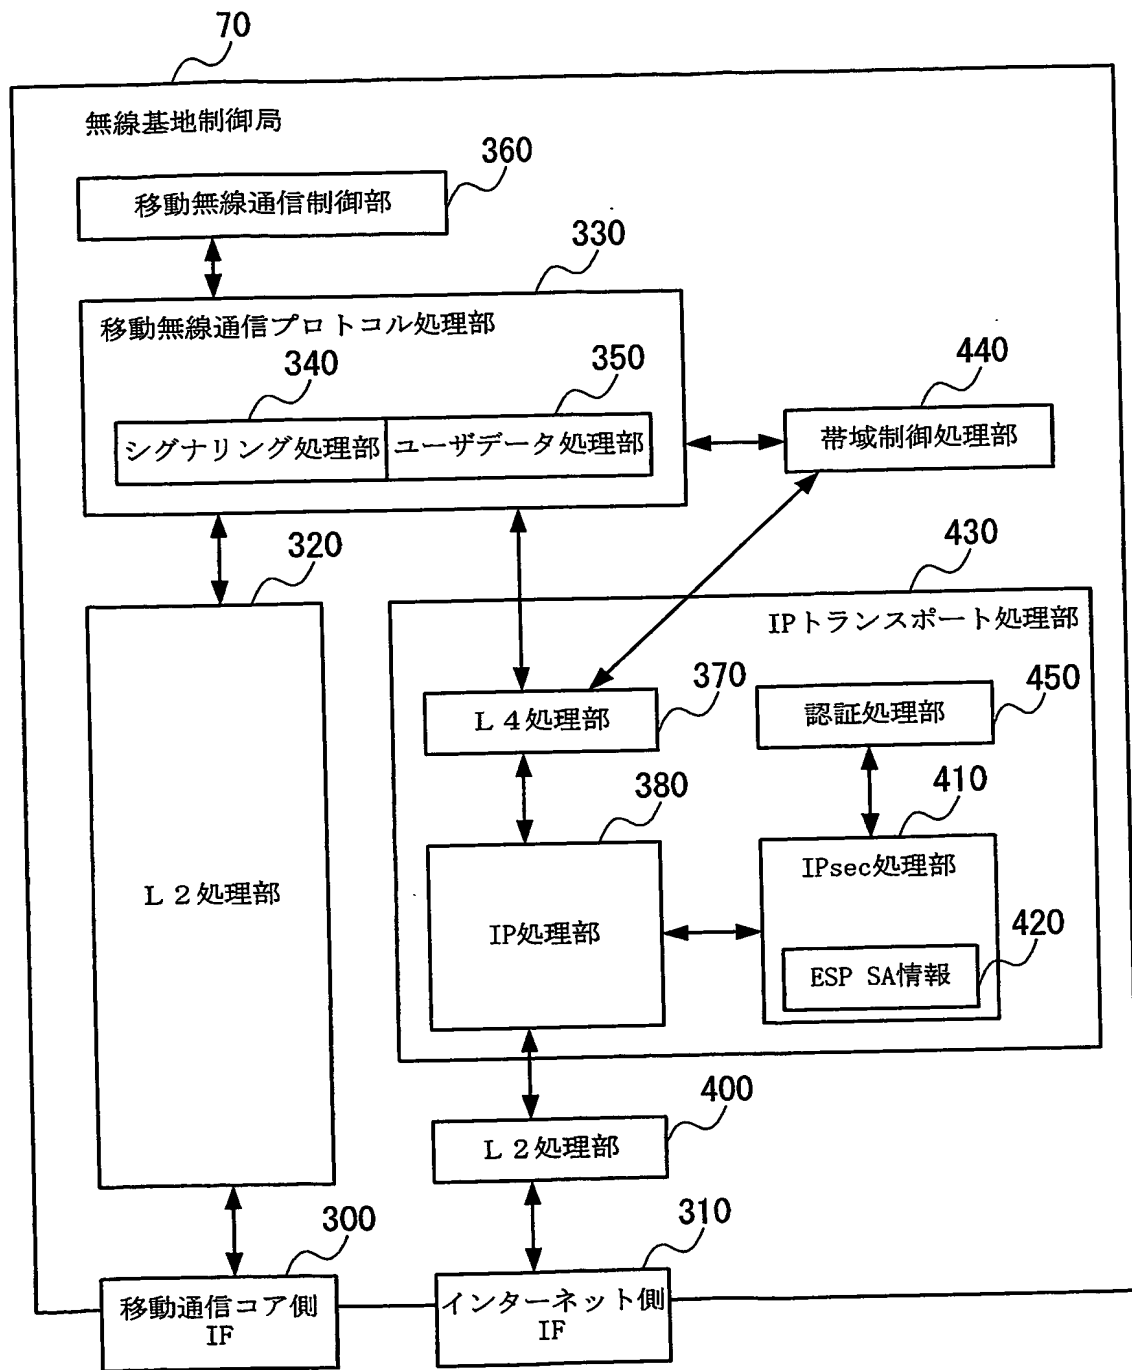 70
無線基地制御局
360
移動無線通信制御部
330
移動無線通信プロトコル処理部
340
350
440
シグナリング処理部
ユーザデータ処理部
帯域制御処理部
320
430
IPトランスポート処理部
370
450
L4処理部
認証処理部
380
410
IPsec処理部
L2処理部
IP処理部
420
ESP SA情報
400
L2処理部
300
310
移動通信コア側
IF
インターネット側
IF